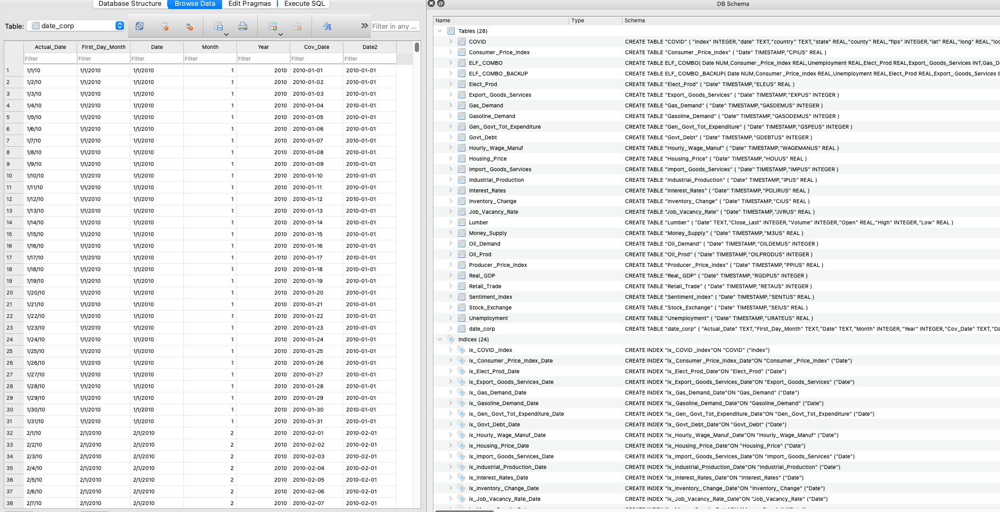 Database Structure Browse Data Edit Pragmas Execute SQL
Table: date_corp Filter in any ...
Actual_Date First_Day_Month Date Month Year Cov_Date Date2
Filter Filter Filter Filter Filter Filter Filter
1 1/1/10 1/1/2010 1/1/2010 1 2010 2010-01-01 2010-01-01
2 1/2/10 1/1/2010 1/1/2010 1 2010 2010-01-02 2010-01-01
3 1/3/10 1/1/2010 1/1/2010 1 2010 2010-01-03 2010-01-01
4 1/4/10 1/1/2010 1/1/2010 1 2010 2010-01-04 2010-01-01
5 1/5/10 1/1/2010 1/1/2010 1 2010 2010-01-05 2010-01-01
6 1/6/10 1/1/2010 1/1/2010 1 2010 2010-01-06 2010-01-01
7 1/7/10 1/1/2010 1/1/2010 1 2010 2010-01-07 2010-01-01
8 1/8/10 1/1/2010 1/1/2010 1 2010 2010-01-08 2010-01-01
9 1/9/10 1/1/2010 1/1/2010 1 2010 2010-01-09 2010-01-01
10 1/10/10 1/1/2010 1/1/2010 1 2010 2010-01-10 2010-01-01
11 1/11/10 1/1/2010 1/1/2010 1 2010 2010-01-11 2010-01-01
12 1/12/10 1/1/2010 1/1/2010 1 2010 2010-01-12 2010-01-01
13 1/13/10 1/1/2010 1/1/2010 1 2010 2010-01-13 2010-01-01
14 1/14/10 1/1/2010 1/1/2010 1 2010 2010-01-14 2010-01-01
15 1/15/10 1/1/2010 1/1/2010 1 2010 2010-01-15 2010-01-01
16 1/16/10 1/1/2010 1/1/2010 1 2010 2010-01-16 2010-01-01
17 1/17/10 1/1/2010 1/1/2010 1 2010 2010-01-17 2010-01-01
18 1/18/10 1/1/2010 1/1/2010 1 2010 2010-01-18 2010-01-01
19 1/19/10 1/1/2010 1/1/2010 1 2010 2010-01-19 2010-01-01
20 1/20/10 1/1/2010 1/1/2010 1 2010 2010-01-20 2010-01-01
21 1/21/10 1/1/2010 1/1/2010 1 2010 2010-01-21 2010-01-01
22 1/22/10 1/1/2010 1/1/2010 1 2010 2010-01-22 2010-01-01
23 1/23/10 1/1/2010 1/1/2010 1 2010 2010-01-23 2010-01-01
24 1/24/10 1/1/2010 1/1/2010 1 2010 2010-01-24 2010-01-01
25 1/25/10 1/1/2010 1/1/2010 1 2010 2010-01-25 2010-01-01
26 1/26/10 1/1/2010 1/1/2010 1 2010 2010-01-26 2010-01-01
27 1/27/10 1/1/2010 1/1/2010 1 2010 2010-01-27 2010-01-01
28 1/28/10 1/1/2010 1/1/2010 1 2010 2010-01-28 2010-01-01
29 1/29/10 1/1/2010 1/1/2010 1 2010 2010-01-29 2010-01-01
30 1/30/10 1/1/2010 1/1/2010 1 2010 2010-01-30 2010-01-01
31 1/31/10 1/1/2010 1/1/2010 1 2010 2010-01-31 2010-01-01
32 2/1/10 2/1/2010 2/1/2010 2 2010 2010-02-01 2010-02-01
33 2/2/10 2/1/2010 2/1/2010 2 2010 2010-02-02 2010-02-01
34 2/3/10 2/1/2010 2/1/2010 2 2010 2010-02-03 2010-02-01
35 2/4/10 2/1/2010 2/1/2010 2 2010 2010-02-04 2010-02-01
36 2/5/10 2/1/2010 2/1/2010 2 2010 2010-02-05 2010-02-01
37 2/6/10 2/1/2010 2/1/2010 2 2010 2010-02-06 2010-02-01
38 2/7/10 2/1/2010 2/1/2010 2 2010 2010-02-07 2010-02-01
DB Schema
Name Type Schema
Tables (28)
COVID CREATE TABLE "COVID" ( "index" INTEGER,"date" TEXT,"country" TEXT,"state" REAL,"county" REAL,"fips" INTEGER,"lat" REAL,"long" REAL,"loc
Consumer_Price_Index CREATE TABLE "Consumer_Price_Index" ( "Date" TIMESTAMP,"CPIUS" REAL )
ELF_COMBO CREATE TABLE ELF_COMBO( Date NUM,Consumer_Price_Index REAL,Unemployment REAL,Elect_Prod REAL,Export_Goods_Services INT,Gas_D
ELF_COMBO_BACKUP CREATE TABLE ELF_COMBO_BACKUP( Date NUM,Consumer_Price_Index REAL,Unemployment REAL,Elect_Prod REAL,Export_Goods_Services I
Elect_Prod CREATE TABLE "Elect_Prod" ( "Date" TIMESTAMP,"ELEUS" REAL )
Export_Goods_Services CREATE TABLE "Export_Goods_Services" ( "Date" TIMESTAMP,"EXPUS" INTEGER )
Gas_Demand CREATE TABLE "Gas_Demand" ( "Date" TIMESTAMP,"GASDEMUS" INTEGER )
Gasoline_Demand CREATE TABLE "Gasoline_Demand" ( "Date" TIMESTAMP,"GASODEMUS" INTEGER )
Gen_Govt_Tot_Expenditure CREATE TABLE "Gen_Govt_Tot_Expenditure" ( "Date" TIMESTAMP,"GSPEUS" INTEGER )
Govt_Debt CREATE TABLE "Govt_Debt" ( "Date" TIMESTAMP,"GDEBTUS" INTEGER )
Hourly_Wage_Manuf CREATE TABLE "Hourly_Wage_Manuf" ( "Date" TIMESTAMP,"WAGEMANUS" REAL )
Housing_Price CREATE TABLE "Housing_Price" ( "Date" TIMESTAMP,"HOUUS" REAL )
Import_Goods_Services CREATE TABLE "Import_Goods_Services" ( "Date" TIMESTAMP,"IMPUS" INTEGER )
Industrial_Production CREATE TABLE "Industrial_Production" ( "Date" TIMESTAMP,"IPUS" REAL )
Interest_Rates CREATE TABLE "Interest_Rates" ( "Date" TIMESTAMP,"POLIRUS" REAL )
Inventory_Change CREATE TABLE "Inventory_Change" ( "Date" TIMESTAMP,"CIUS" REAL )
Job_Vacancy_Rate CREATE TABLE "Job_Vacancy_Rate" ( "Date" TIMESTAMP,"JVRUS" REAL )
Lumber CREATE TABLE "Lumber" ( "Date" TEXT,"Close_Last" INTEGER,"Volume" INTEGER,"Open" REAL,"High" INTEGER,"Low" REAL )
Money_Supply CREATE TABLE "Money_Supply" ( "Date" TIMESTAMP,"M3US" REAL )
Oil_Demand CREATE TABLE "Oil_Demand" ( "Date" TIMESTAMP,"OILDEMUS" INTEGER )
Oil_Prod CREATE TABLE "Oil_Prod" ( "Date" TIMESTAMP,"OILPRODUS" INTEGER )
Producer_Price_Index CREATE TABLE "Producer_Price_Index" ( "Date" TIMESTAMP,"PPIUS" REAL )
Real_GDP CREATE TABLE "Real_GDP" ( "Date" TIMESTAMP,"RGDPUS" INTEGER )
Retail_Trade CREATE TABLE "Retail_Trade" ( "Date" TIMESTAMP,"RETAUS" INTEGER )
Sentiment_Index CREATE TABLE "Sentiment_Index" ( "Date" TIMESTAMP,"SENTUS" REAL )
Stock_Exchange CREATE TABLE "Stock_Exchange" ( "Date" TIMESTAMP,"SEIUS" REAL )
Unemployment CREATE TABLE "Unemployment" ( "Date" TIMESTAMP,"URATEUS" REAL )
date_corp CREATE TABLE "date_corp" ( "Actual_Date" TEXT,"First_Day_Month" TEXT,"Date" TEXT,"Month" INTEGER,"Year" INTEGER,"Cov_Date" TEXT,"Da
Indices (24)
ix_COVID_index CREATE INDEX "ix_COVID_index"ON "COVID" ("index")
ix_Consumer_Price_Index_Date CREATE INDEX "ix_Consumer_Price_Index_Date"ON "Consumer_Price_Index" ("Date")
ix_Elect_Prod_Date CREATE INDEX "ix_Elect_Prod_Date"ON "Elect_Prod" ("Date")
ix_Export_Goods_Services_Date CREATE INDEX "ix_Export_Goods_Services_Date"ON "Export_Goods_Services" ("Date")
ix_Gas_Demand_Date CREATE INDEX "ix_Gas_Demand_Date"ON "Gas_Demand" ("Date")
ix_Gasoline_Demand_Date CREATE INDEX "ix_Gasoline_Demand_Date"ON "Gasoline_Demand" ("Date")
ix_Gen_Govt_Tot_Expenditure_Date CREATE INDEX "ix_Gen_Govt_Tot_Expenditure_Date"ON "Gen_Govt_Tot_Expenditure" ("Date")
ix_Govt_Debt_Date CREATE INDEX "ix_Govt_Debt_Date"ON "Govt_Debt" ("Date")
ix_Hourly_Wage_Manuf_Date CREATE INDEX "ix_Hourly_Wage_Manuf_Date"ON "Hourly_Wage_Manuf" ("Date")
ix_Housing_Price_Date CREATE INDEX "ix_Housing_Price_Date"ON "Housing_Price" ("Date")
ix_Import_Goods_Services_Date CREATE INDEX "ix_Import_Goods_Services_Date"ON "Import_Goods_Services" ("Date")
ix_Industrial_Production_Date CREATE INDEX "ix_Industrial_Production_Date"ON "Industrial_Production" ("Date")
ix_Interest_Rates_Date CREATE INDEX "ix_Interest_Rates_Date"ON "Interest_Rates" ("Date")
ix_Inventory_Change_Date CREATE INDEX "ix_Inventory_Change_Date"ON "Inventory_Change" ("Date")
ix_Job_Vacancy_Rate_Date CREATE INDEX "ix_Job_Vacancy_Rate_Date"ON "Job_Vacancy_Rate" ("Date")